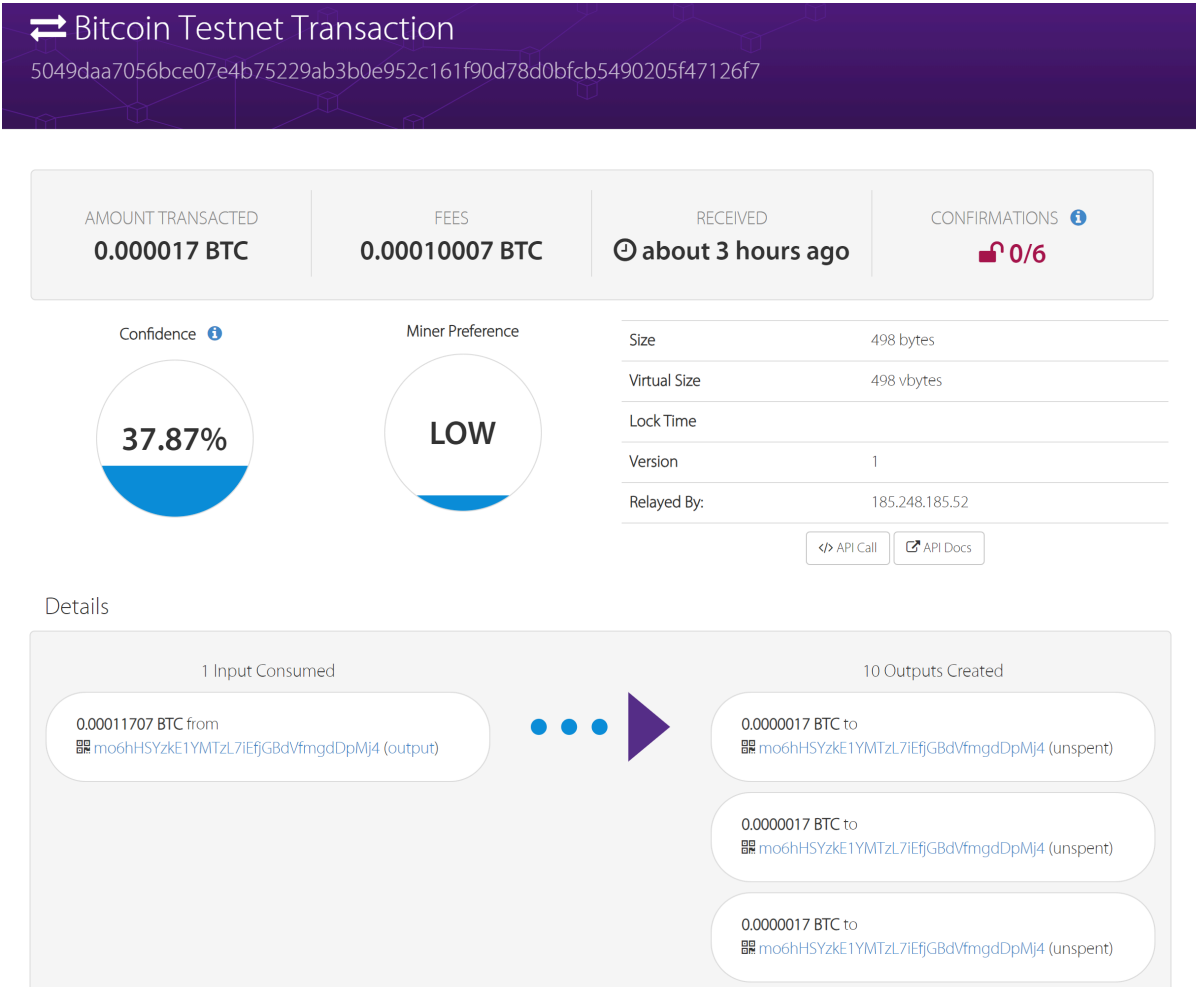 Bitcoin Testnet Transaction
5049daa7056bce07e4b75229ab3b0e952c161f90d78d0bfcb5490205f47126f7
AMOUNT TRANSACTED
0.000017 BTC
FEES
0.00010007 BTC
RECEIVED
about 3 hours ago
CONFIRMATIONS
0/6
Confidence
37.87%
Miner Preference
LOW
Size 498 bytes
Virtual Size 498 vbytes
Lock Time
Version 1
Relayed By: 185.248.185.52
</> API Call
API Docs
Details
1 Input Consumed
0.00011707 BTC from
mo6hHSYzkE1YMTzL7iEfjGBdVfmgdDpMj4 (output)
10 Outputs Created
0.0000017 BTC to
mo6hHSYzkE1YMTzL7iEfjGBdVfmgdDpMj4 (unspent)
0.0000017 BTC to
mo6hHSYzkE1YMTzL7iEfjGBdVfmgdDpMj4 (unspent)
0.0000017 BTC to
mo6hHSYzkE1YMTzL7iEfjGBdVfmgdDpMj4 (unspent)